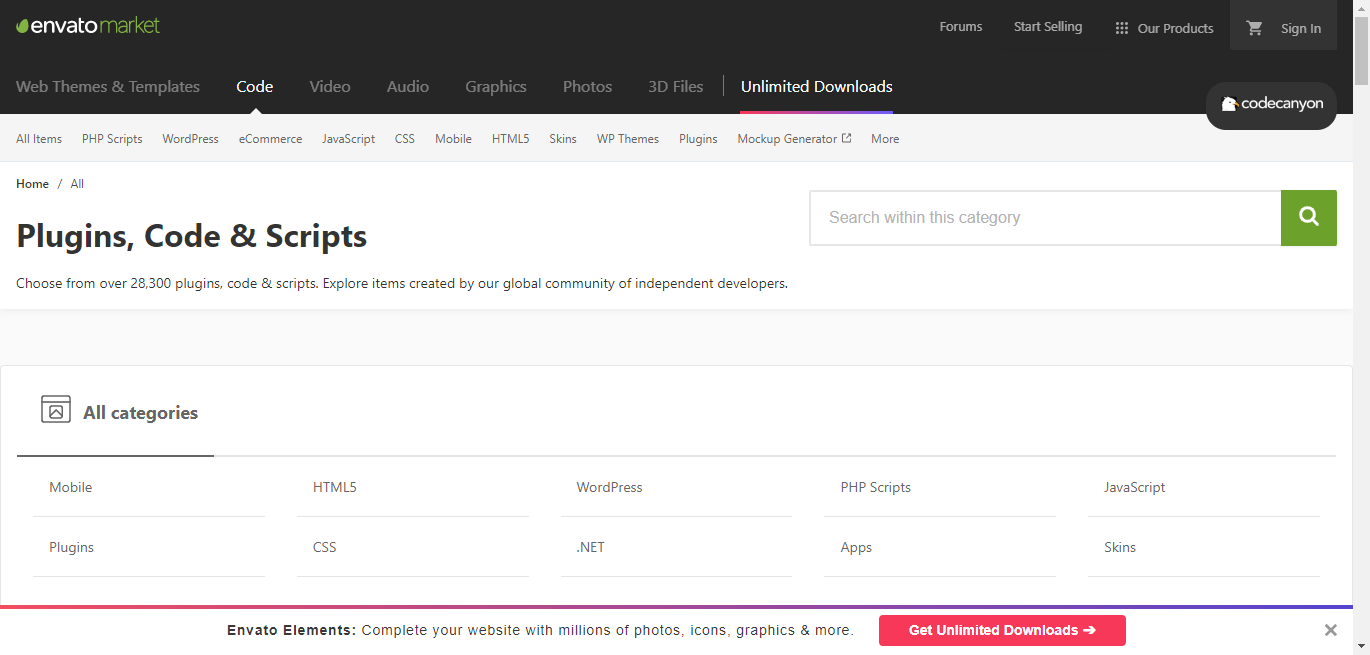 envatomarket
Forums Start Selling Our Products Sign In
Web Themes & Templates Code Video Audio Graphics Photos 3D Files Unlimited Downloads
codecanyon
All Items PHP Scripts WordPress eCommerce JavaScript CSS Mobile HTML5 Skins WP Themes Plugins Mockup Generator More
Home / All
Search within this category
Plugins, Code & Scripts
Choose from over 28,300 plugins, code & scripts. Explore items created by our global community of independent developers.
All categories
Mobile HTML5 WordPress PHP Scripts JavaScript
Plugins CSS .NET Apps Skins
Envato Elements: Complete your website with millions of photos, icons, graphics & more. Get Unlimited Downloads ➔